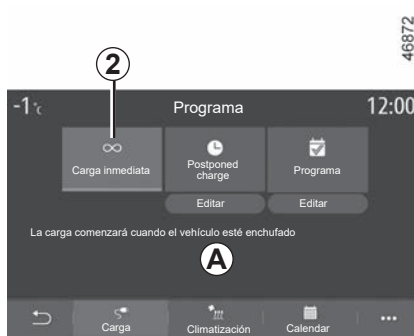 46872
2
-1°c Programa 12:00
∞
Carga inmediata
Postponed
charge
Programa
Editar Editar
La carga comenzará cuando el vehículo esté enchufado
A
Carga Climatización Calendar ...